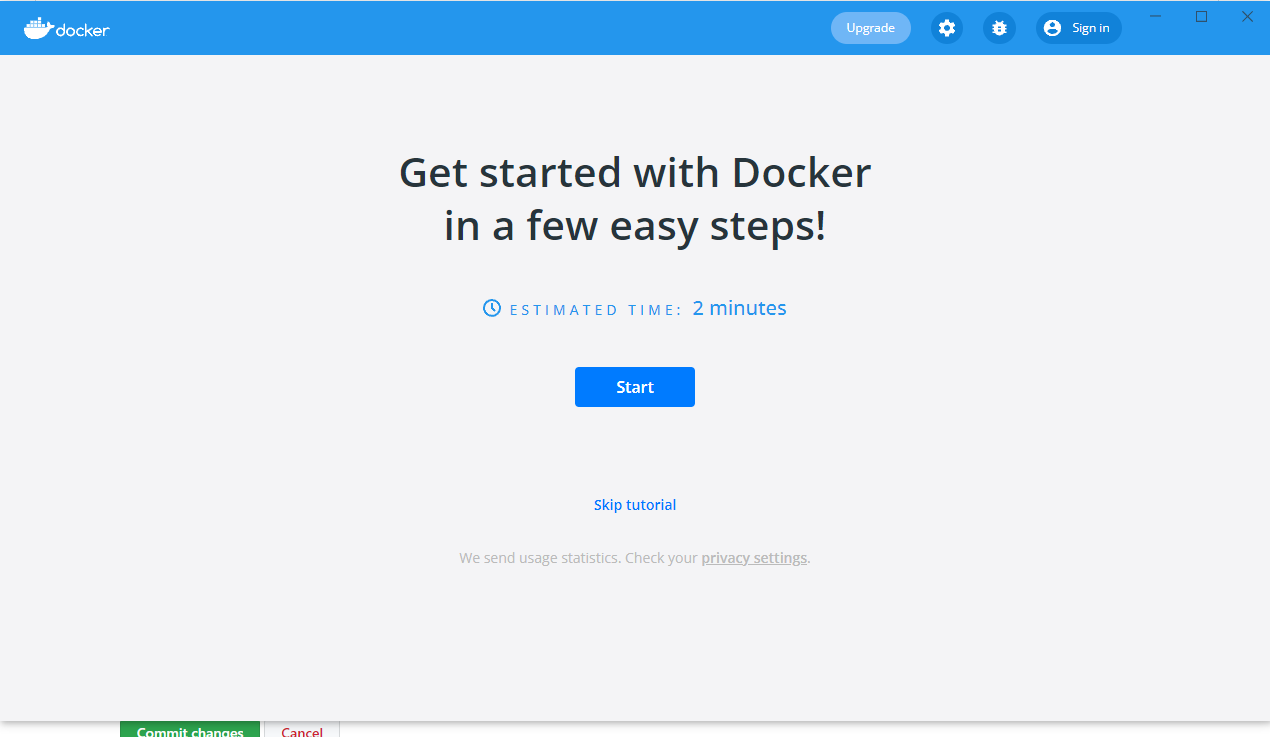 docker
Upgrade
Sign in
Get started with Docker
in a few easy steps!
ESTIMATED TIME: 2 minutes
Start
Skip tutorial
We send usage statistics. Check your privacy settings.
Commit changes
Cancel